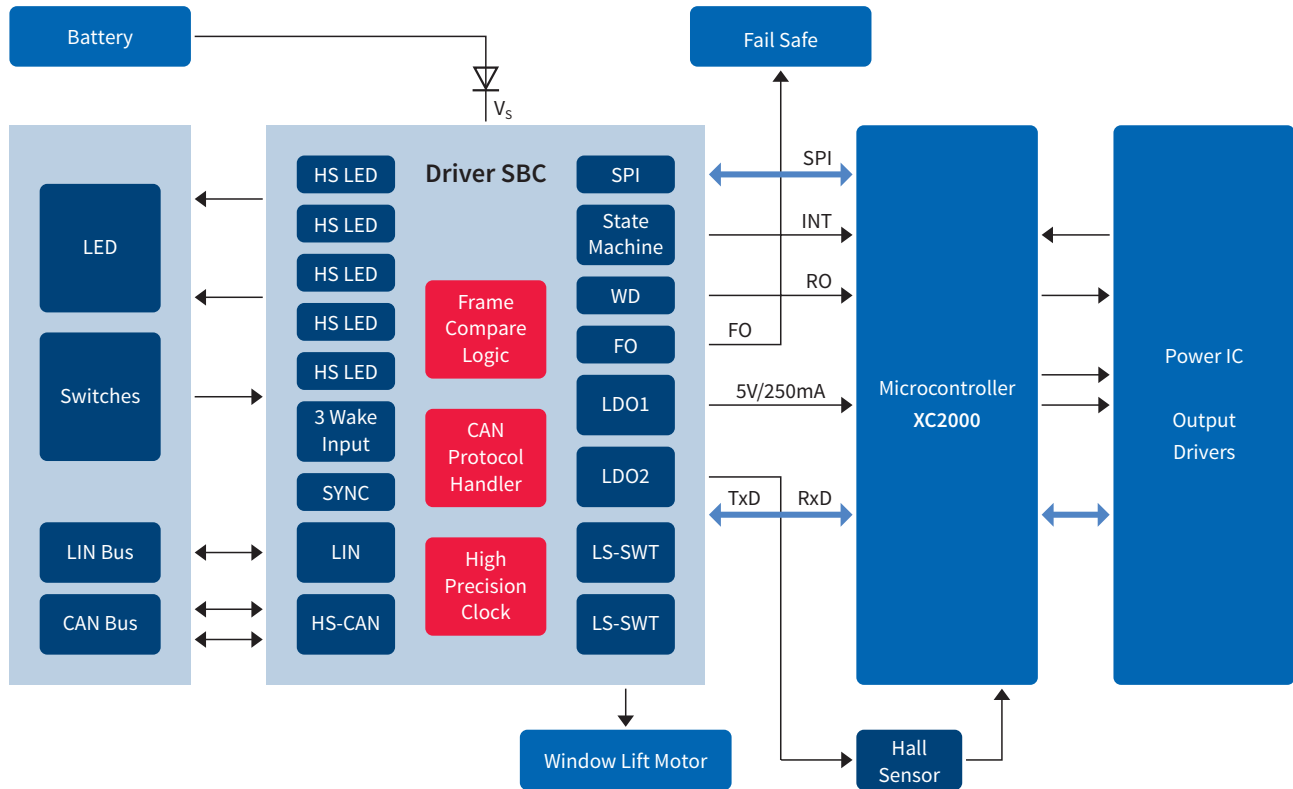 Battery
Fail Safe
Vs
LED
Switches
LIN Bus
CAN Bus
Driver SBC
HS LED
HS LED
HS LED
HS LED
HS LED
3 Wake
Input
SYNC
LIN
HS-CAN
Frame
Compare
Logic
CAN
Protocol
Handler
High
Precision
Clock
SPI
State
Machine
WD
FO
LDO1
LDO2
LS-SWT
LS-SWT
SPI
INT
RO
FO
5V/250mA
TxD
RxD
Microcontroller
XC2000
Power IC
Output
Drivers
Window Lift Motor
Hall
Sensor